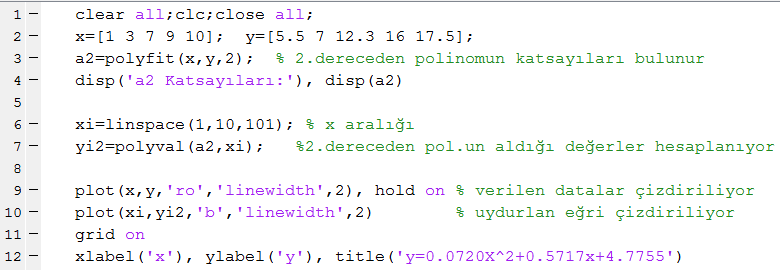 1 - clear all;clc;close all;
2 - x=[1 3 7 9 10];  y=[5.5 7 12.3 16 17.5];
3 - a2=polyfit(x,y,2);  % 2.dereceden polinomun katsayıları bulunur
4 - disp('a2 Katsayıları:'), disp(a2)
5
6 - xi=linspace(1,10,101); % x aralığı
7 - yi2=polyval(a2,xi);   %2.dereceden pol.un aldığı değerler hesaplanıyor
8
9 - plot(x,y,'ro','linewidth',2), hold on % verilen datalar çizdiriliyor
10 - plot(xi,yi2,'b','linewidth',2)        % uydurlan eğri çizdiriliyor
11 - grid on
12 - xlabel('x'), ylabel('y'), title('y=0.0720X^2+0.5717x+4.7755')